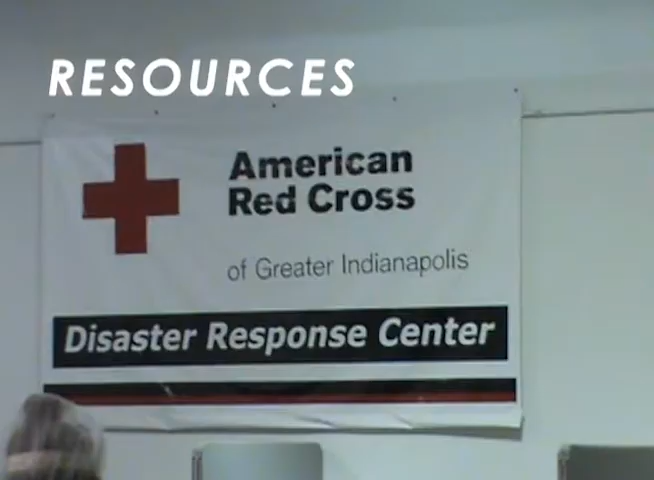 RESOURCES
American
Red Cross
of Greater Indianapolis
Disaster Response Center